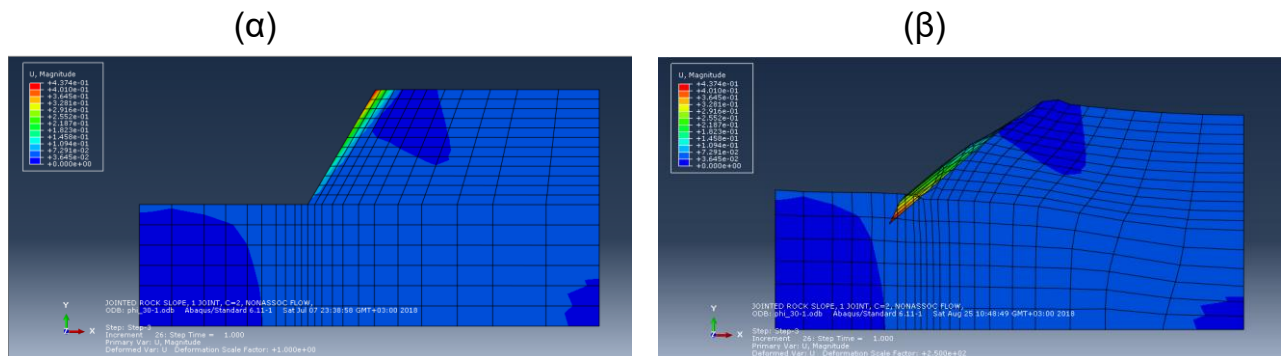 (α)
U, Magnitude
+4.374e-01
+4.010e-01
+3.645e-01
+3.281e-01
+2.916e-01
+2.552e-01
+2.187e-01
+1.823e-01
+1.458e-01
+1.094e-01
+7.291e-02
+3.645e-02
+0.000e+00
JOINTED ROCK SLOPE, 1 JOINT, C=2, NONASSOC FLOW,
ODB: phi_30-1.odb Abaqus/Standard 6.11-1 Sat Jul 07 23:38:58 GMT+03:00 2018
Y
X
Step: Step-3
Increment 26: Step Time = 1.000
Primary Var: U, Magnitude
Deformed Var: U Deformation Scale Factor: +1.000e+00
(β)
U, Magnitude
+4.374e-01
+4.010e-01
+3.645e-01
+3.281e-01
+2.916e-01
+2.552e-01
+2.187e-01
+1.823e-01
+1.458e-01
+1.094e-01
+7.291e-02
+3.645e-02
+0.000e+00
JOINTED ROCK SLOPE, 1 JOINT, C=2, NONASSOC FLOW,
ODB: phi_30-1.odb Abaqus/Standard 6.11-1 Sat Aug 25 10:48:49 GMT+03:00 2018
Y
X
Step: Step-3
Increment 26: Step Time = 1.000
Primary Var: U, Magnitude
Deformed Var: U Deformation Scale Factor: +2.500e+02